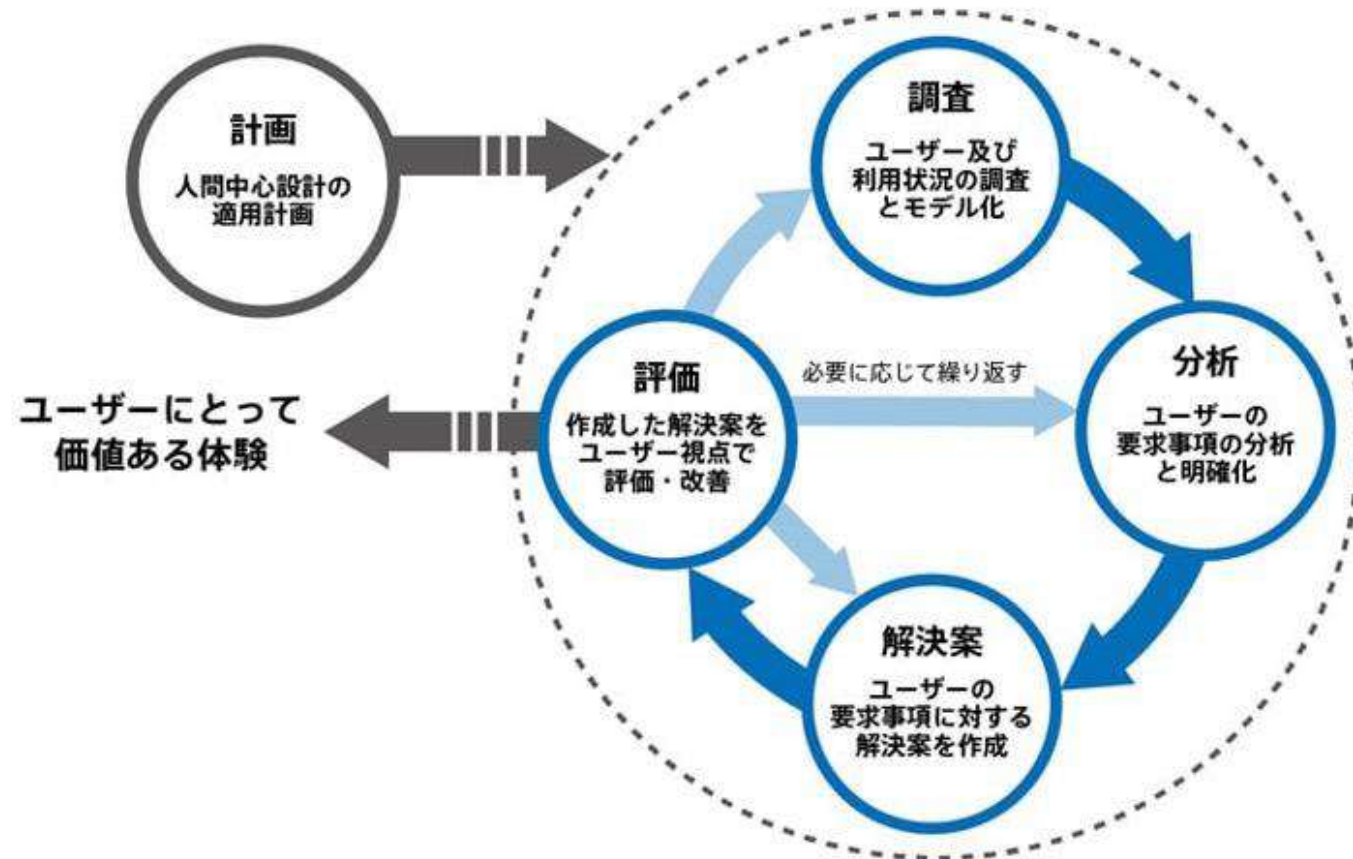 計画
人間中心設計の
適用計画
調査
ユーザー及び
利用状況の調査
とモデル化
分析
ユーザーの
要求事項の分析
と明確化
必要に応じて繰り返す
評価
作成した解決案を
ユーザー視点で
評価・改善
ユーザーにとって
価値ある体験
解決案
ユーザーの
要求事項に対する
解決案を作成